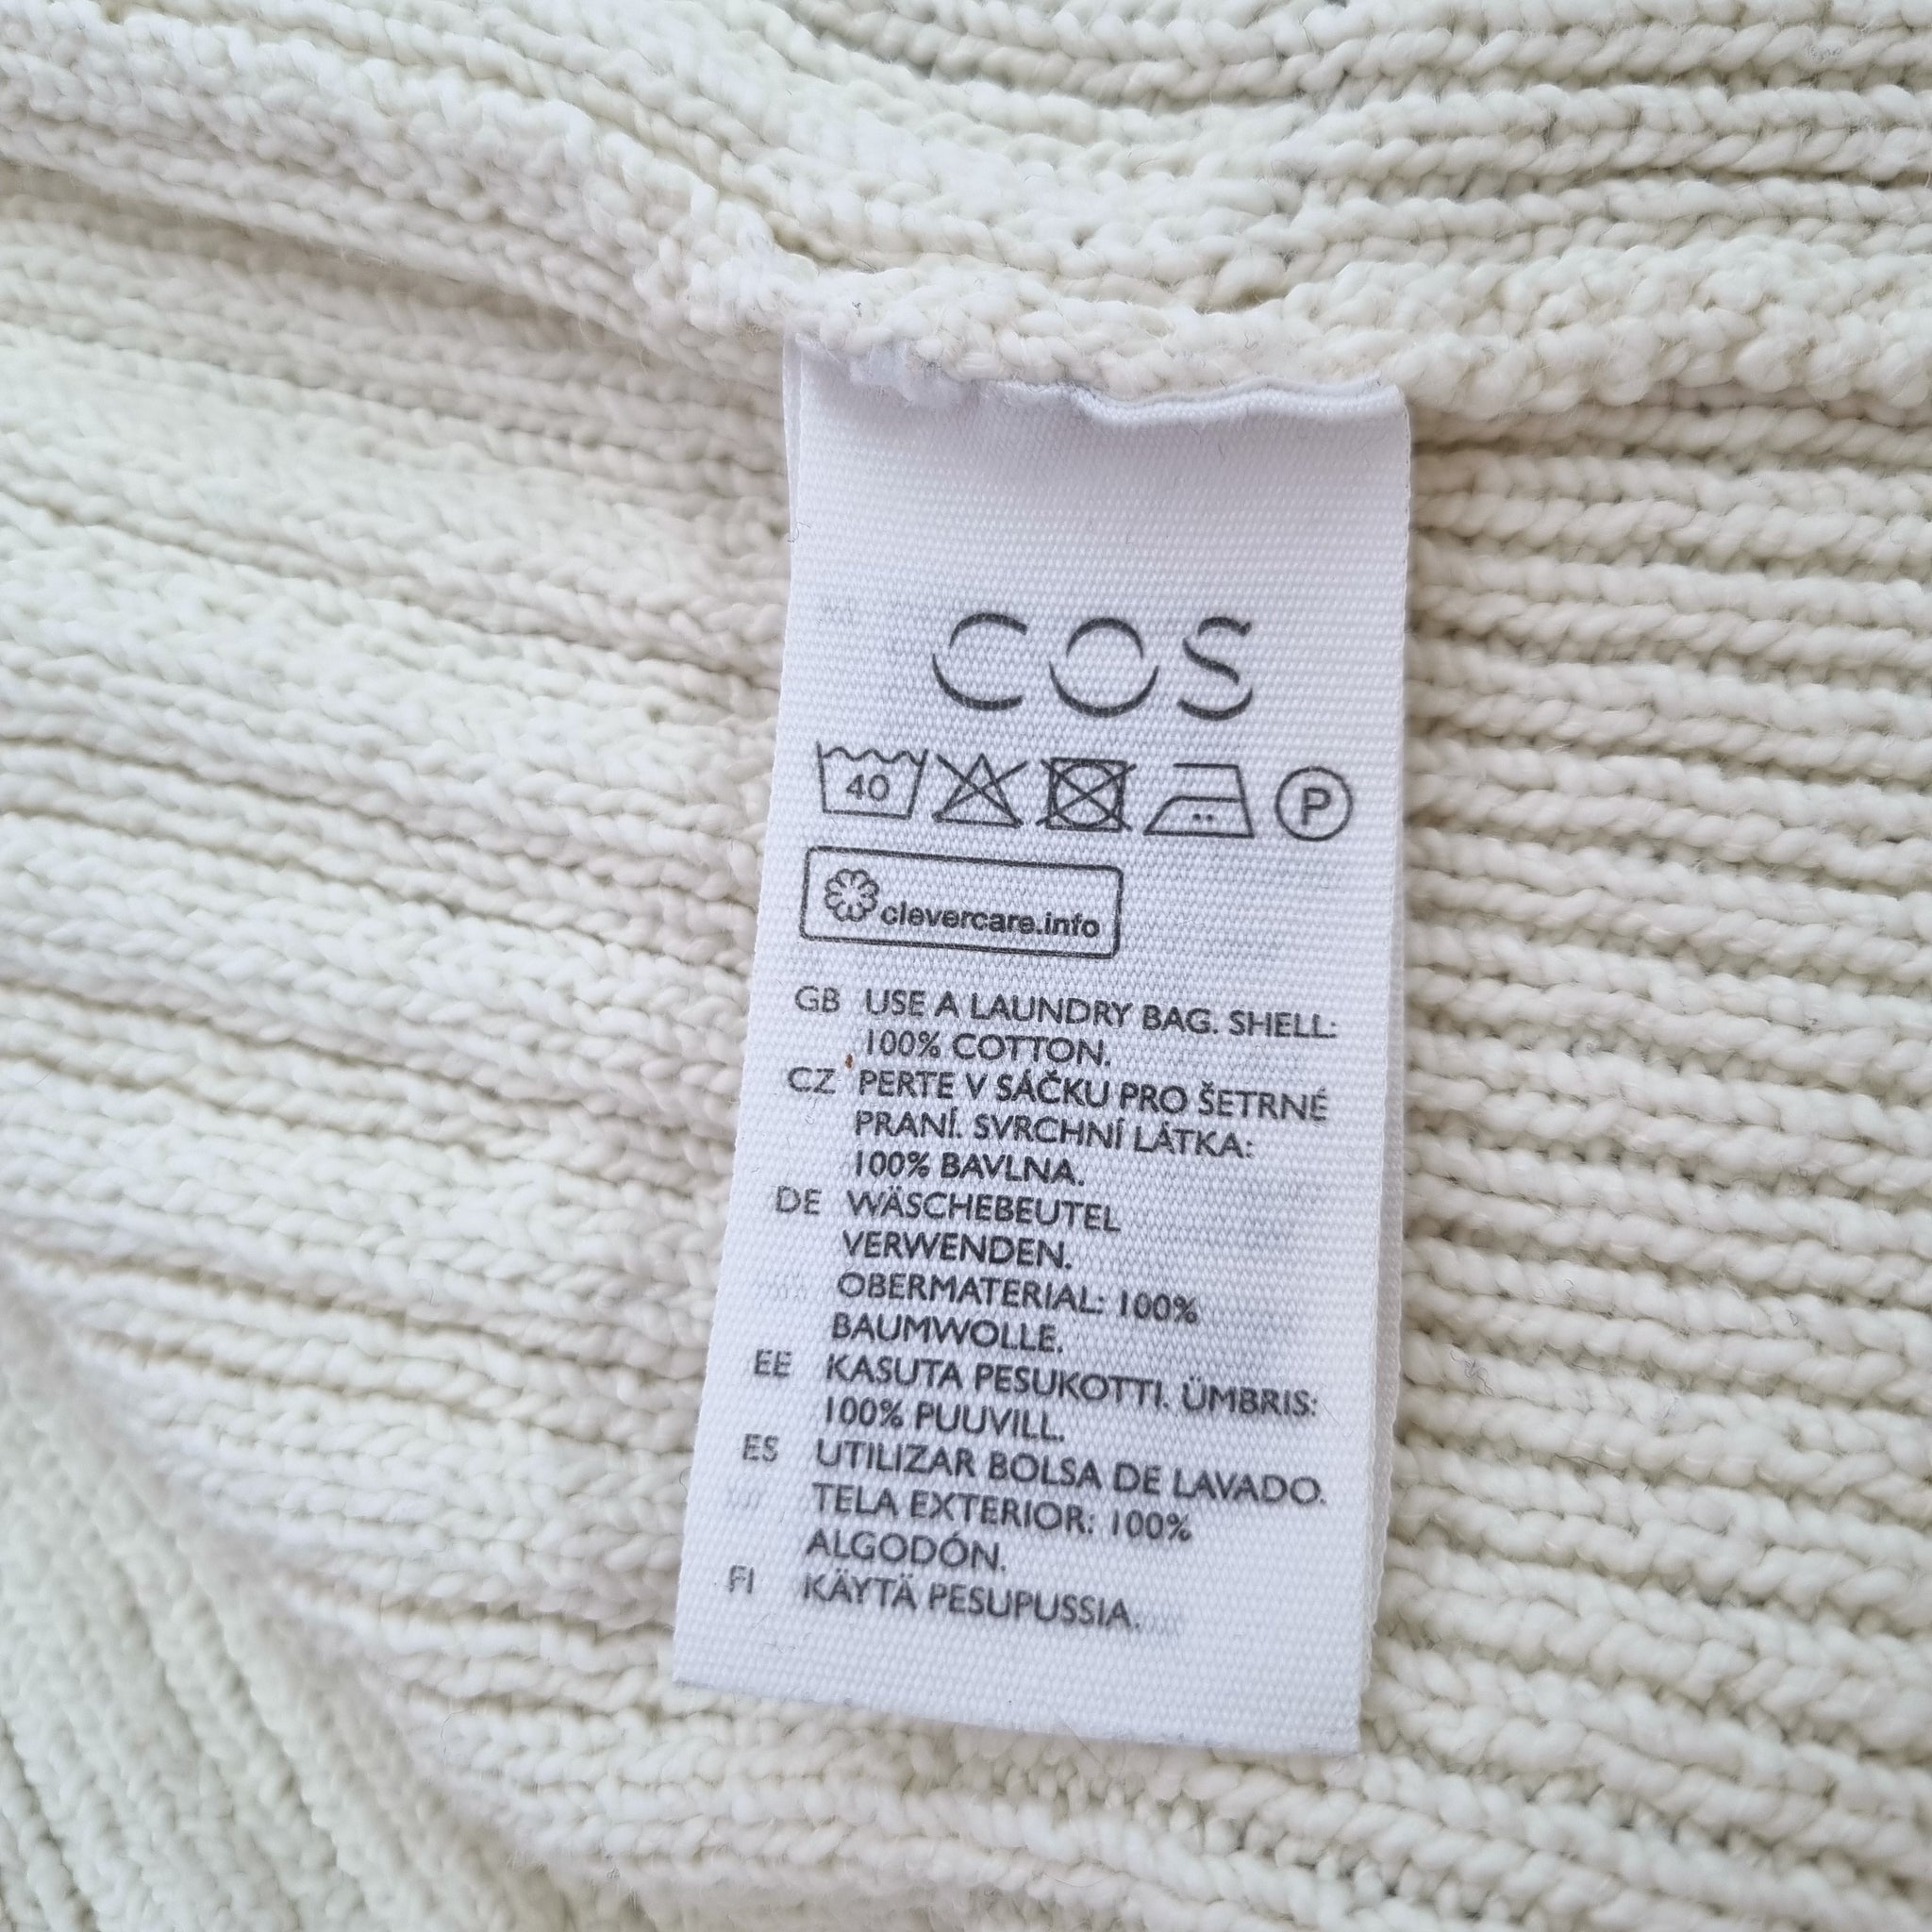 COS
40
P
clevercare.info
GB USE A LAUNDRY BAG. SHELL:
100% COTTON.
CZ PERTE V SÁČKU PRO ŠETRNÉ
PRANÍ. SVRCHNÍ LÁTKA:
100% BAVLNA.
DE WÄSCHEBEUTEL
VERWENDEN.
OBERMATERIAL: 100%
BAUMWOLLE.
EE KASUTA PESUKOTTI. ÜMBRIS:
100% PUUVILL.
ES UTILIZAR BOLSA DE LAVADO.
TELA EXTERIOR: 100%
ALGODÓN.
FI KÄYTÄ PESUPUSSIA.